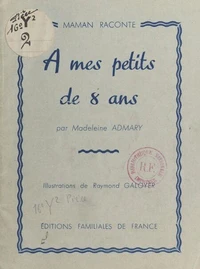 MAMAN RACONTE
A mes petits
de 8 ans
par Madeleine ADMARY
Illustrations de Raymond GALOYER
ÉDITIONS FAMILIALES DE FRANCE